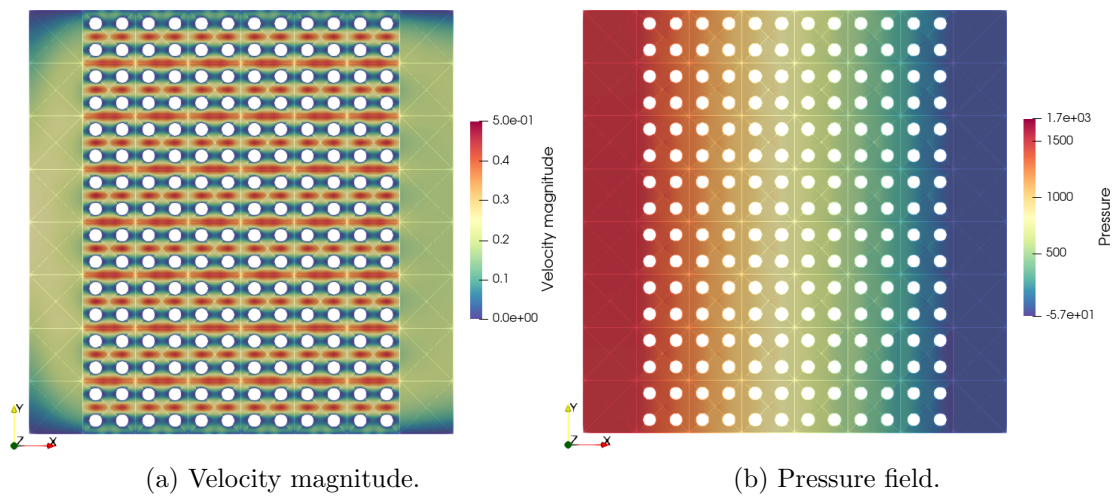 5.0e-01
0.4
0.3
0.2
0.1
0.0e+00
Velocity magnitude
Y
Z
X
(a) Velocity magnitude.
1.7e+03
1500
1000
500
-5.7e+01
Pressure
Y
Z
X
(b) Pressure field.